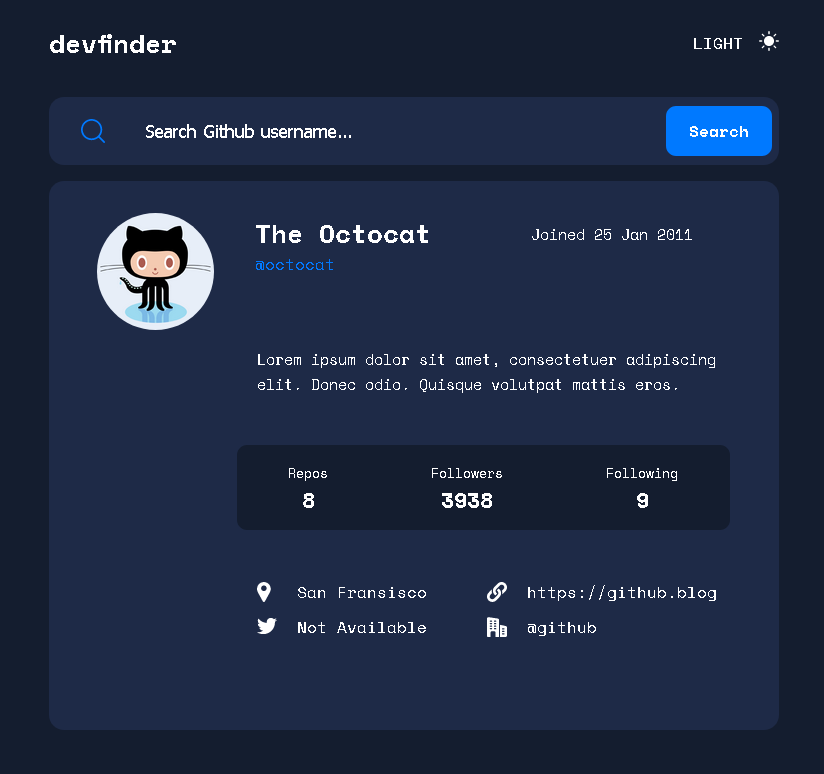 devfinder
LIGHT
Search Github username...
Search
The Octocat
Joined 25 Jan 2011
@octocat
Lorem ipsum dolor sit amet, consectetuer adipiscing
elit. Donec odio. Quisque volutpat mattis eros.
Repos
Followers
Following
8
3938
9
San Fransisco
https://github.blog
Not Available
@github